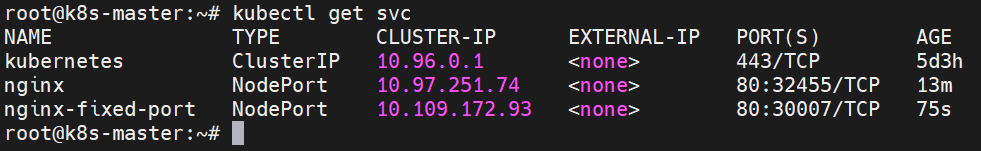 root@k8s-master:~# kubectl get svc
NAME TYPE CLUSTER-IP EXTERNAL-IP PORT(S) AGE
kubernetes ClusterIP 10.96.0.1 <none> 443/TCP 5d3h
nginx NodePort 10.97.251.74 <none> 80:32455/TCP 13m
nginx-fixed-port NodePort 10.109.172.93 <none> 80:30007/TCP 75s
root@k8s-master:~#